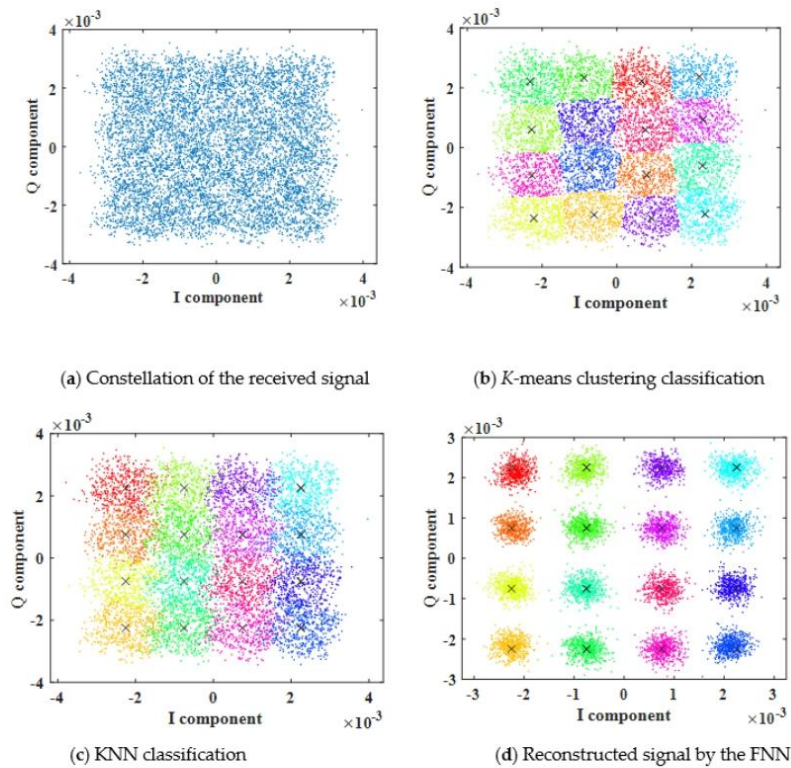 ×10⁻³
4
2
0
-2
-4
Q component
-4 -2 0 2 4
I component
×10⁻³
(a) Constellation of the received signal
×10⁻³
4
2
0
-2
-4
Q component
-4 -2 0 2 4
I component
×10⁻³
(b) K-means clustering classification
×10⁻³
4
2
0
-2
-4
Q component
-4 -2 0 2 4
I component
×10⁻³
(c) KNN classification
×10⁻³
3
2
1
0
-1
-2
-3
Q component
-3 -2 -1 0 1 2 3
I component
×10⁻³
(d) Reconstructed signal by the FNN